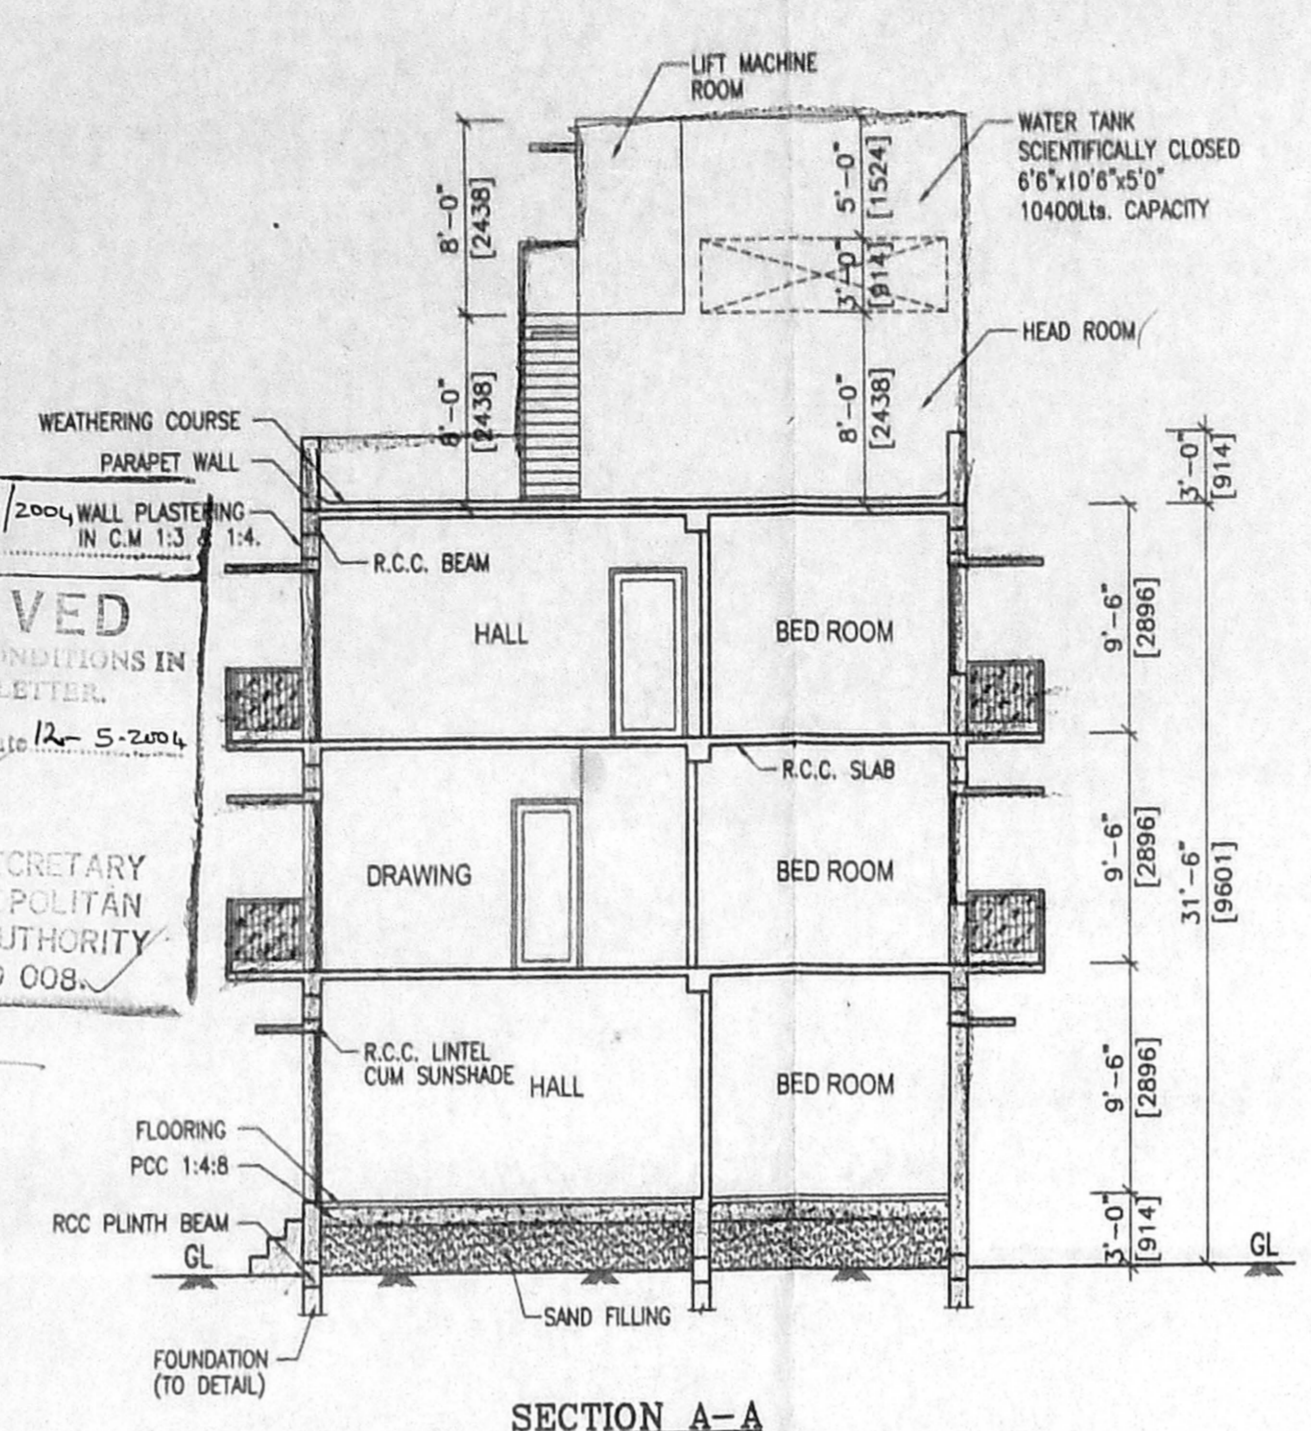 LIFT MACHINE
ROOM
WATER TANK
SCIENTIFICALLY CLOSED
6'6"x10'6"x5'0"
10400Lts. CAPACITY
8'-0"
[2438]
5'-0"
[1524]
3'-0"
[914]
HEAD ROOM
8'-0"
[2438]
8'-0"
[2438]
WEATHERING COURSE
PARAPET WALL
3'-0"
[914]
/2004
WALL PLASTERING
IN C.M 1:3 & 1:4.
R.C.C. BEAM
VED
CONDITIONS IN
LETTER.
12-5-2004
HALL
BED ROOM
9'-6"
[2896]
R.C.C. SLAB
SECRETARY
OPOLITAN
AUTHORITY
008.
DRAWING
BED ROOM
9'-6"
[2896]
31'-6"
[9601]
R.C.C. LINTEL
CUM SUNSHADE
HALL
BED ROOM
9'-6"
[2896]
FLOORING
PCC 1:4:8
RCC PLINTH BEAM
GL
3'-0"
[914]
GL
SAND FILLING
FOUNDATION
(TO DETAIL)
SECTION A-A